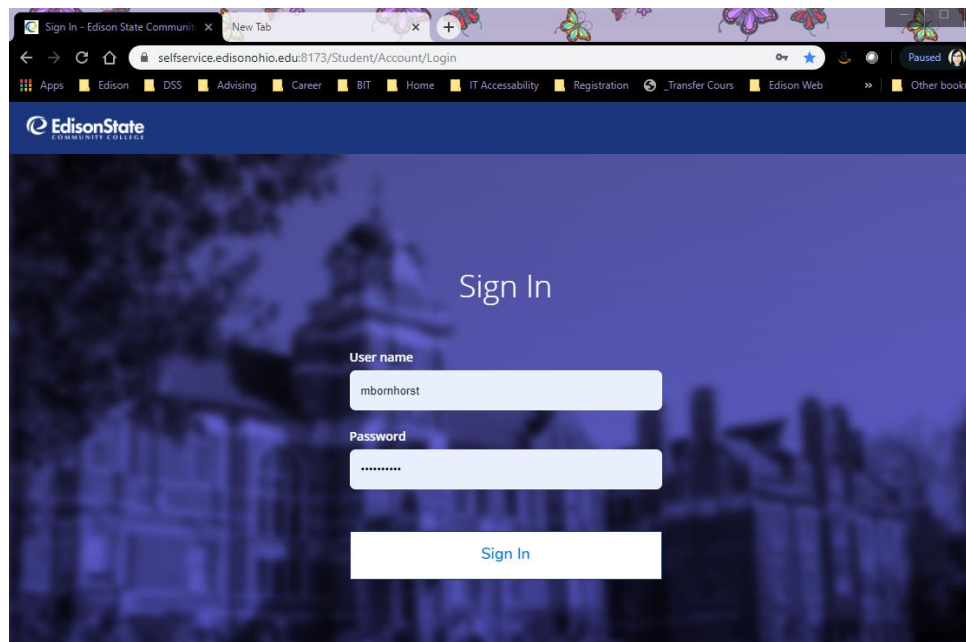 Sign In - Edison State Communit
New Tab
selfservice.edisonohio.edu:8173/Student/Account/Login
Paused
Apps Edison DSS Advising Career BIT Home IT Accessability Registration _Transfer Cours Edison Web » Other bookr
EdisonState
COMMUNITY COLLEGE
Sign In
User name
mbornhorst
Password
••••••••••
Sign In